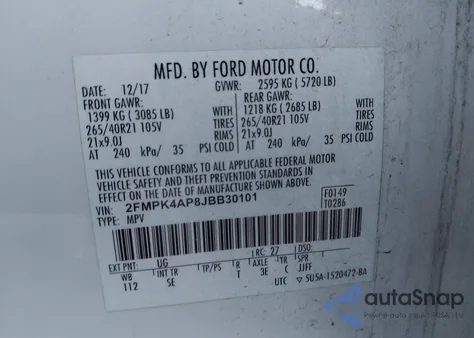 MFD. BY FORD MOTOR CO.
DATE: 12/17 GVWR: 2595 KG ( 5720 LB)
FRONT GAWR: REAR GAWR:
1399 KG ( 3085 LB) WITH 1218 KG ( 2685 LB) WITH
265/40R21 105V TIRES 265/40R21 105V TIRES
21x9.0J RIMS 21x9.0J RIMS
AT 240 kPa/ 35 PSI COLD AT 240 kPa/ 35 PSI COLD
THIS VEHICLE CONFORMS TO ALL APPLICABLE FEDERAL MOTOR
VEHICLE SAFETY AND THEFT PREVENTION STANDARDS IN EFFECT
ON THE DATE OF MANUFACTURE SHOWN ABOVE.
VIN: 2FMPK4AP8JBB30101 F0149
TYPE: MPV T0286
EXT PNT: UG RC: 27 DSO:
WB INT TR TP/PS R AXLE TR SPR
112 SE T 3E C JJFF
UTC 5U5A-1520472-BA
autoSnap